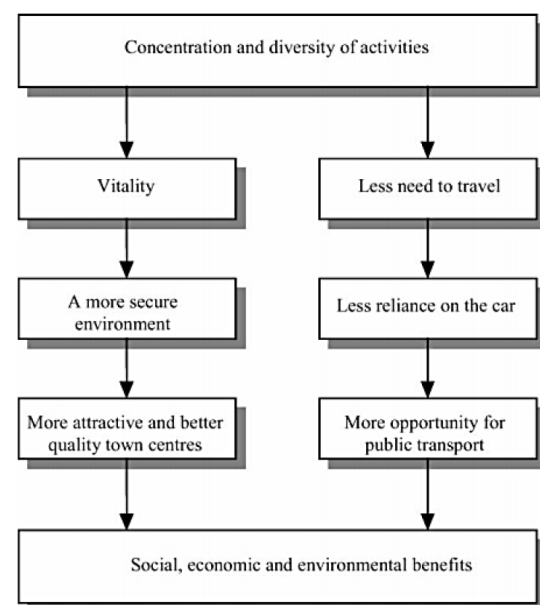 Concentration and diversity of activities
Vitality
Less need to travel
A more secure
environment
Less reliance on the car
More attractive and better
quality town centres
More opportunity for
public transport
Social, economic and environmental benefits